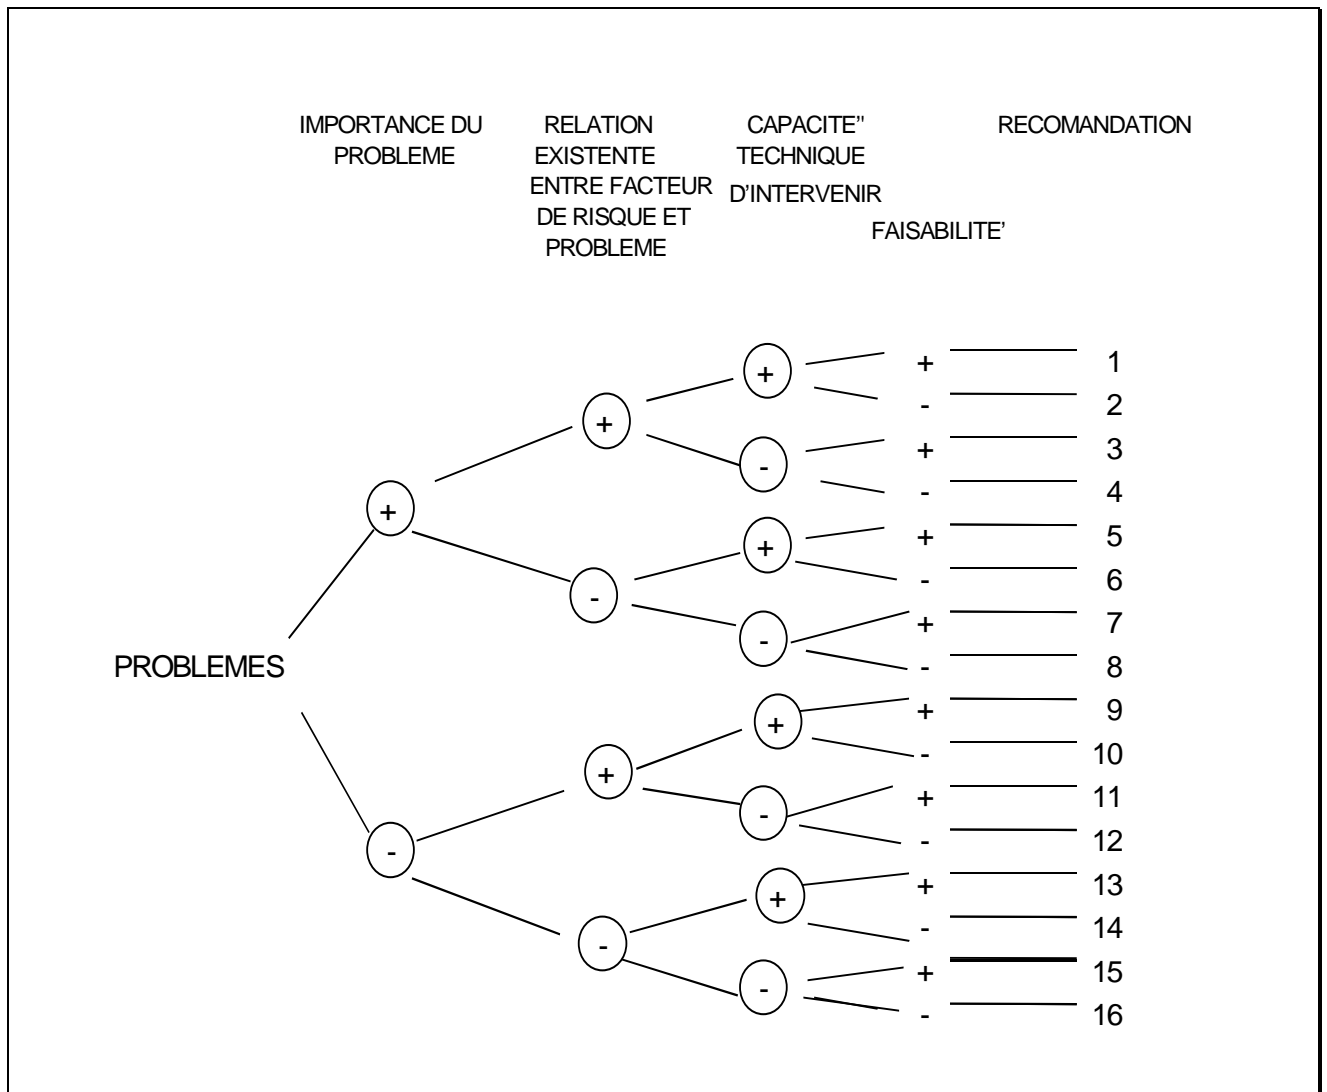 IMPORTANCE DU
PROBLEME
RELATION
EXISTENTE
ENTRE FACTEUR
DE RISQUE ET
PROBLEME
CAPACITE"
TECHNIQUE
D'INTERVENIR
FAISABILITE'
RECOMANDATION
+ + + + 1
- 2
- + 3
- 4
- + + 5
- 6
- + 7
- 8
PROBLEMES
- + + + 9
- 10
- + 11
- 12
- + + 13
- 14
- + 15
- 16